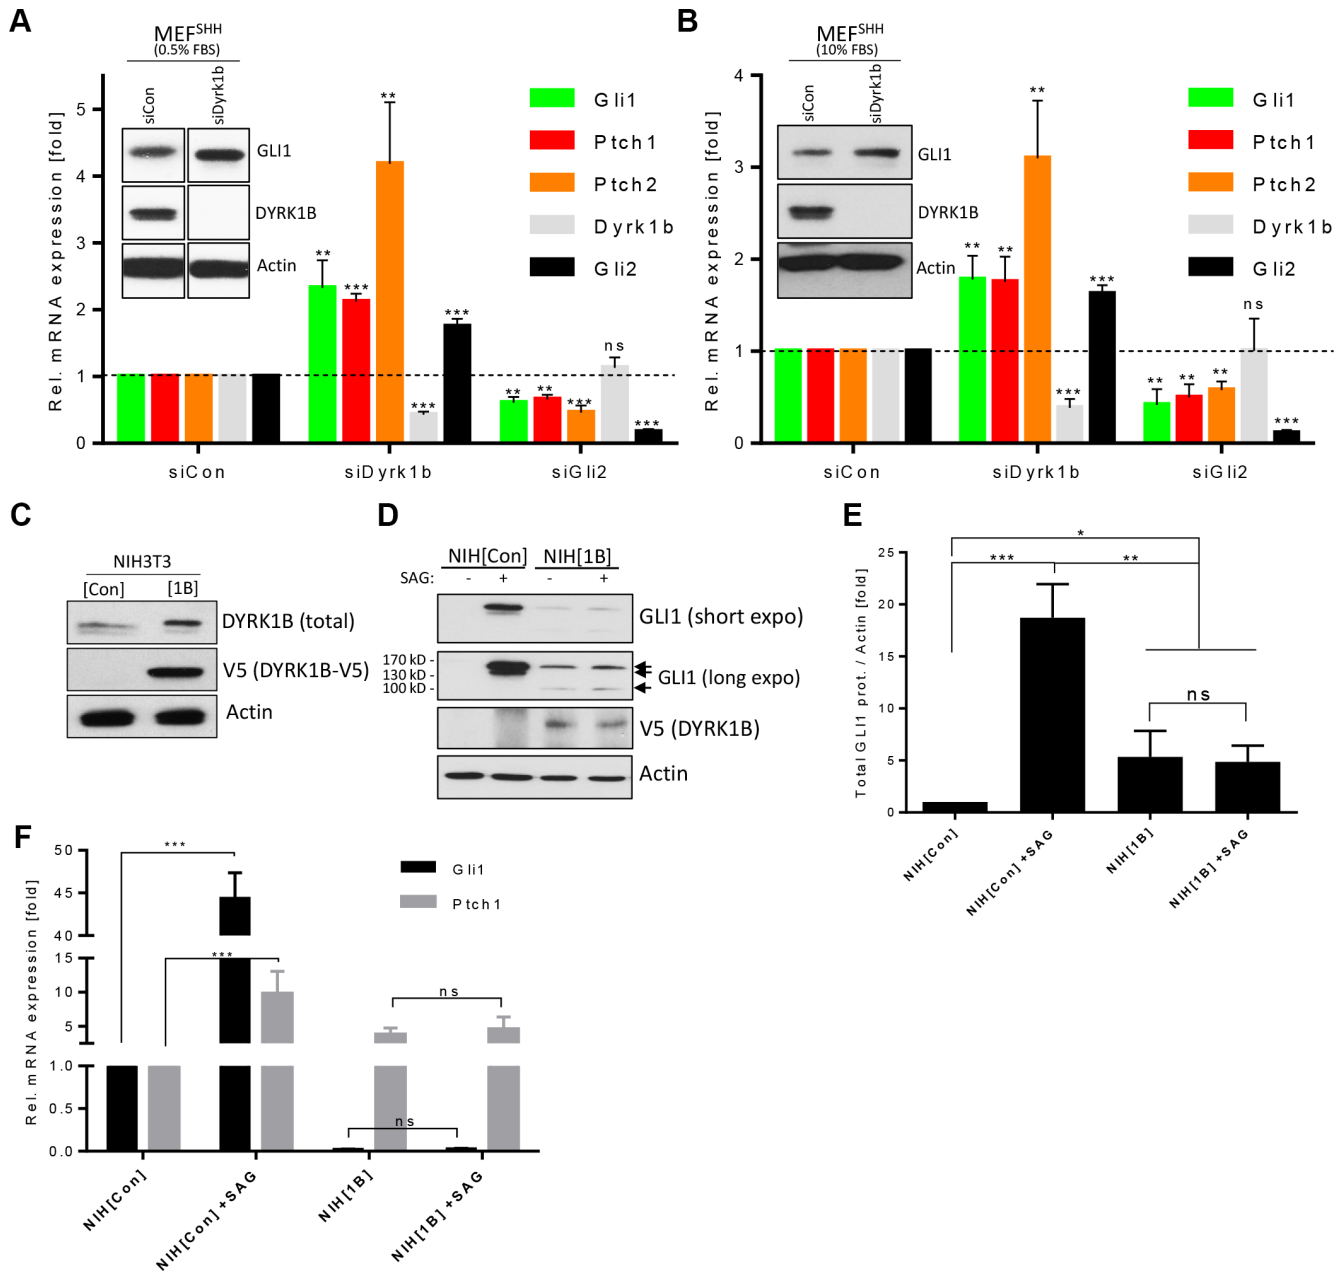 A
MEFSHH
(0.5% FBS)
siCon
siDyrk1b
GLI1
DYRK1B
Actin
Rel. mRNA expression [fold]
5
4
3
2
1
0
**
***
**
***
***
**
**
***
ns
***
Gli1
Ptch1
Ptch2
Dyrk1b
Gli2
siCon
siDyrk1b
siGli2
B
MEFSHH
(10% FBS)
siCon
siDyrk1b
GLI1
DYRK1B
Actin
Rel. mRNA expression [fold]
4
3
2
1
0
**
**
**
***
***
**
**
**
ns
***
Gli1
Ptch1
Ptch2
Dyrk1b
Gli2
siCon
siDyrk1b
siGli2
C
NIH3T3
[Con]
[1B]
DYRK1B (total)
V5 (DYRK1B-V5)
Actin
D
NIH[Con] NIH[1B]
SAG: - + - +
GLI1 (short expo)
170 kD -
130 kD -
100 kD -
GLI1 (long expo)
V5 (DYRK1B)
Actin
E
Total GLI1 prot. / Actin [fold]
25
20
15
10
5
0
*
***
**
ns
NIH[Con]
NIH[Con] +SAG
NIH[1B]
NIH[1B] +SAG
F
Rel. mRNA expression [fold]
50
45
40
15
10
5
1.0
0.5
0.0
***
***
ns
ns
Gli1
Ptch1
NIH[Con]
NIH[Con] +SAG
NIH[1B]
NIH[1B] +SAG